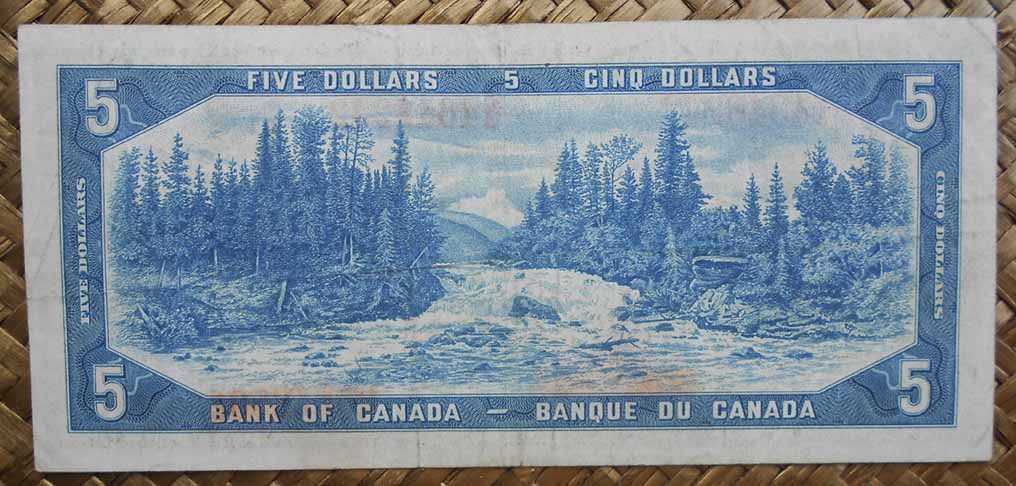 5 FIVE DOLLARS 5 CINQ DOLLARS 5
FIVE DOLLARS
CINQ DOLLARS
5 BANK OF CANADA — BANQUE DU CANADA 5